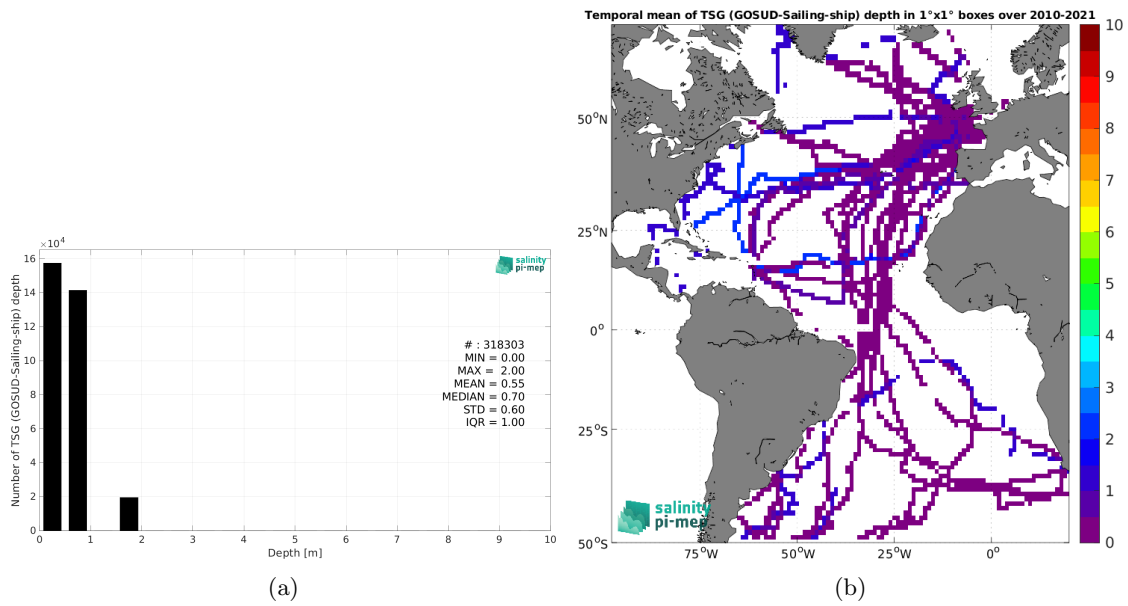 ×10⁴
16
14
12
10
8
6
4
2
0
Number of TSG (GOSUD-Sailing-ship) depth
salinity
pi-mep
# : 318303
MIN = 0.00
MAX = 2.00
MEAN = 0.55
MEDIAN = 0.70
STD = 0.60
IQR = 1.00
0 1 2 3 4 5 6 7 8 9 10
Depth [m]
(a)
Temporal mean of TSG (GOSUD-Sailing-ship) depth in 1°x1° boxes over 2010-2021
50°N
25°N
0°
25°S
50°S
salinity
pi-mep
75°W 50°W 25°W 0°
10
9
8
7
6
5
4
3
2
1
0
(b)